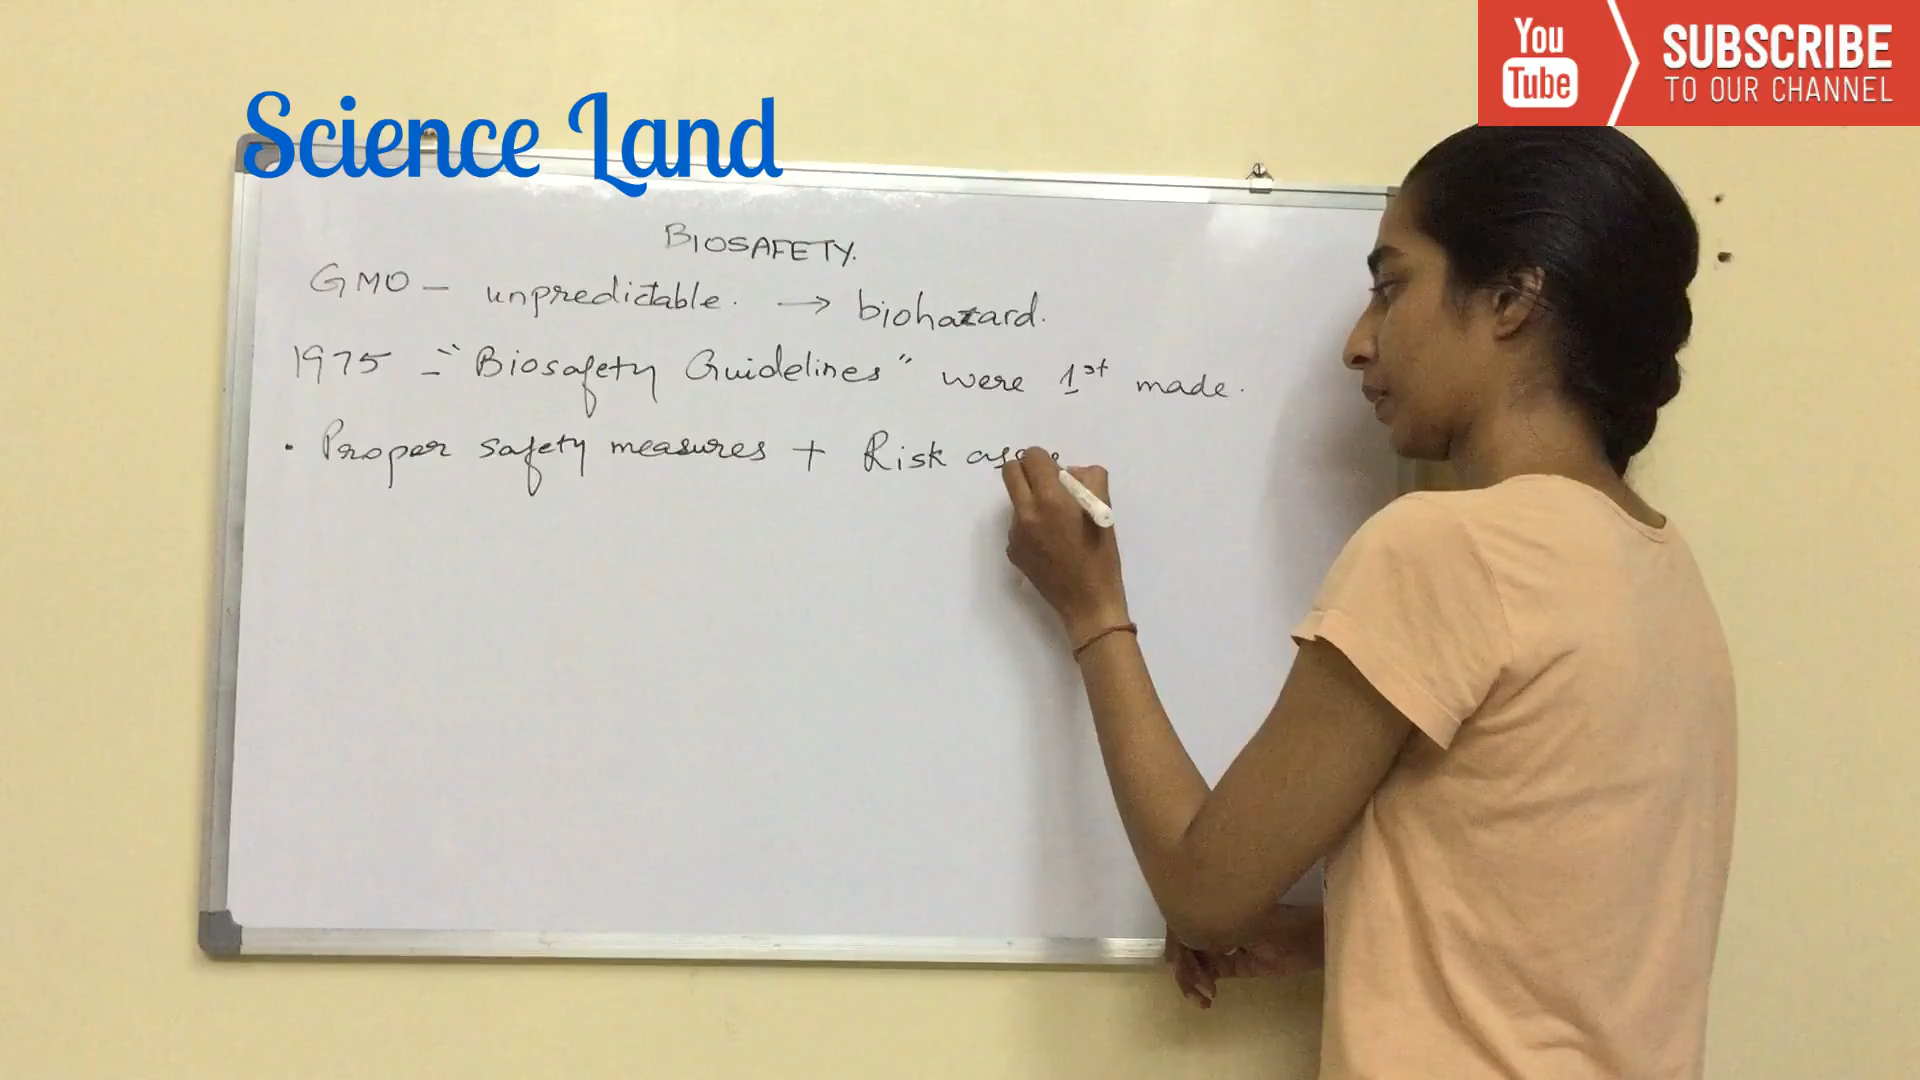 You Tube
SUBSCRIBE
TO OUR CHANNEL
Science Land
BIOSAFETY.
GMO – unpredictable. → biohazard.
1975 – "Biosafety Guidelines" were 1st made.
• Proper safety measures + Risk